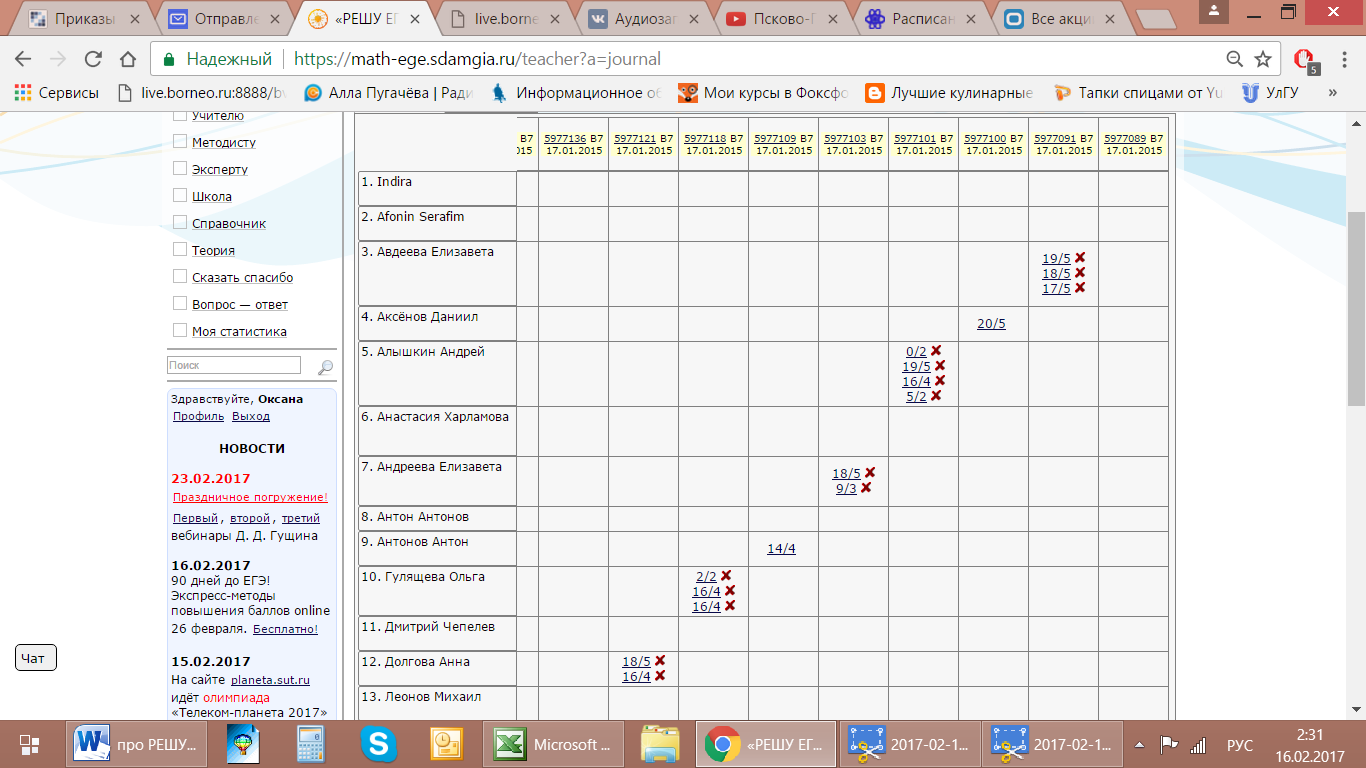 Приказы
Отправле
«РЕШУ ЕГ
live.borne
Аудиозап
Псково-П
Расписан
Все акци
Надежный https://math-ege.sdamgia.ru/teacher?a=journal
5
Сервисы live.borneo.ru:8888/bv Алла Пугачёва | Ради Информационное об Мои курсы в Фоксфо Лучшие кулинарные Тапки спицами от Yu УлГУ »
Учителю
Методисту
Эксперту
Школа
Справочник
Теория
Сказать спасибо
Вопрос — ответ
Моя статистика
Поиск
Здравствуйте, Оксана
Профиль Выход
НОВОСТИ
23.02.2017
Праздничное погружение!
Первый, второй, третий
вебинары Д. Д. Гущина
16.02.2017
90 дней до ЕГЭ!
Экспресс-методы
повышения баллов online
26 февраля. Бесплатно!
15.02.2017
На сайте planeta.sut.ru
идёт олимпиада
«Телеком-планета 2017»
Чат
В7 5977136 В7 5977121 В7 5977118 В7 5977109 В7 5977103 В7 5977101 В7 5977100 В7 5977091 В7 5977089 В7
015 17.01.2015 17.01.2015 17.01.2015 17.01.2015 17.01.2015 17.01.2015 17.01.2015 17.01.2015 17.01.2015
1. Indira
2. Afonin Serafim
3. Авдеева Елизавета
19/5
18/5
17/5
4. Аксёнов Даниил
20/5
5. Алышкин Андрей
0/2
19/5
16/4
5/2
6. Анастасия Харламова
7. Андреева Елизавета
18/5
9/3
8. Антон Антонов
9. Антонов Антон
14/4
10. Гулящева Ольга
2/2
16/4
16/4
11. Дмитрий Чепелев
12. Долгова Анна
18/5
16/4
13. Леонов Михаил
про РЕШУ...
Microsoft ...
«РЕШУ ЕГ...
2017-02-1...
2017-02-1...
РУС
2:31
16.02.2017